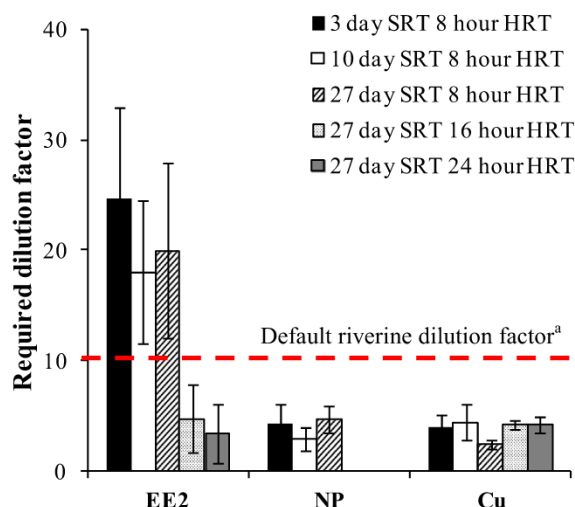 40
30
20
10
0
Required dilution factor
3 day SRT 8 hour HRT
10 day SRT 8 hour HRT
27 day SRT 8 hour HRT
27 day SRT 16 hour HRT
27 day SRT 24 hour HRT
Default riverine dilution factorᵃ
EE2 NP Cu